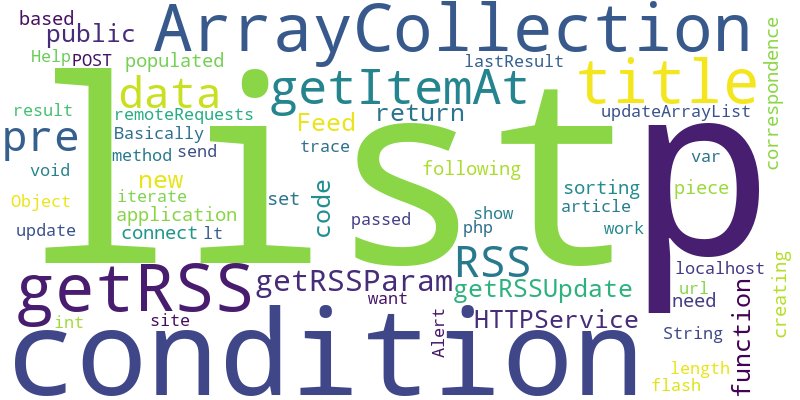 based
public
ArrayCollection
Help
POST
populated
lastResult
correspondence
list
p
data
getItemAt
title
result
remoteRequests
return
updateArrayList
pre
Basically
Feed
void
method
send
trace
var
following
new
Object
iterate
set
code
sorting
piece
application
passed
show
article
update
connect
lt
php
work
getRSS
getRSSParam
RSS
localhost
getRSSUpdate
url
want
need
creating
int
site
HTTPService
function
condition
Alert
String
length
flash